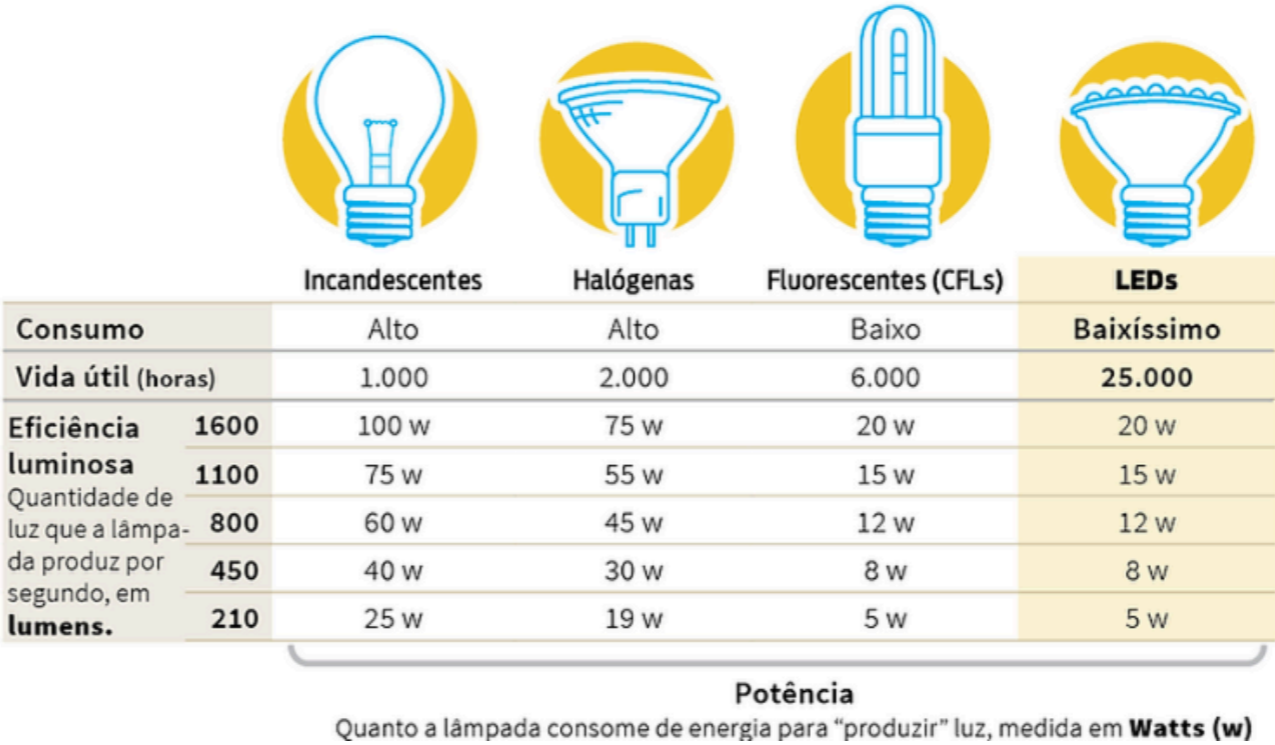 Incandescentes Halógenas Fluorescentes (CFLs) LEDs
Consumo Alto Alto Baixo Baixíssimo
Vida útil (horas) 1.000 2.000 6.000 25.000
Eficiência
luminosa
Quantidade de
luz que a lâmpa-
da produz por
segundo, em
lumens.
1600 100 w 75 w 20 w 20 w
1100 75 w 55 w 15 w 15 w
800 60 w 45 w 12 w 12 w
450 40 w 30 w 8 w 8 w
210 25 w 19 w 5 w 5 w
Potência
Quanto a lâmpada consome de energia para “produzir” luz, medida em Watts (w)